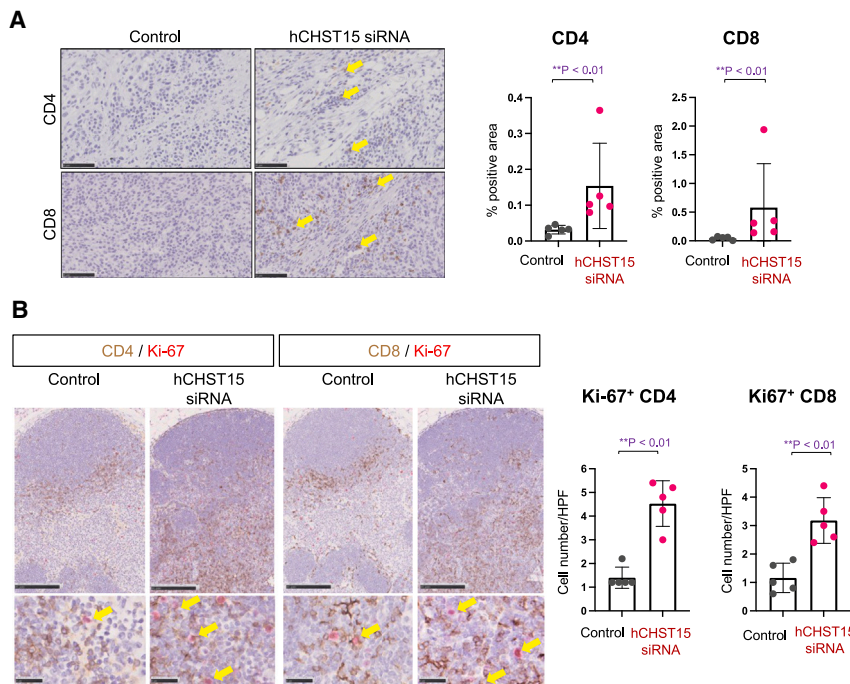 A
Control
hCHST15 siRNA
CD4
CD8
CD4
**P < 0.01
% positive area
0.4
0.3
0.2
0.1
0.0
Control
hCHST15
siRNA
CD8
**P < 0.01
% positive area
2.5
2.0
1.5
1.0
0.5
0.0
Control
hCHST15
siRNA
B
CD4 / Ki-67
CD8 / Ki-67
Control
hCHST15
siRNA
Control
hCHST15
siRNA
Ki-67⁺ CD4
**P < 0.01
Cell number/HPF
6
5
4
3
2
1
0
Control
hCHST15
siRNA
Ki67⁺ CD8
**P < 0.01
Cell number/HPF
5
4
3
2
1
0
Control
hCHST15
siRNA